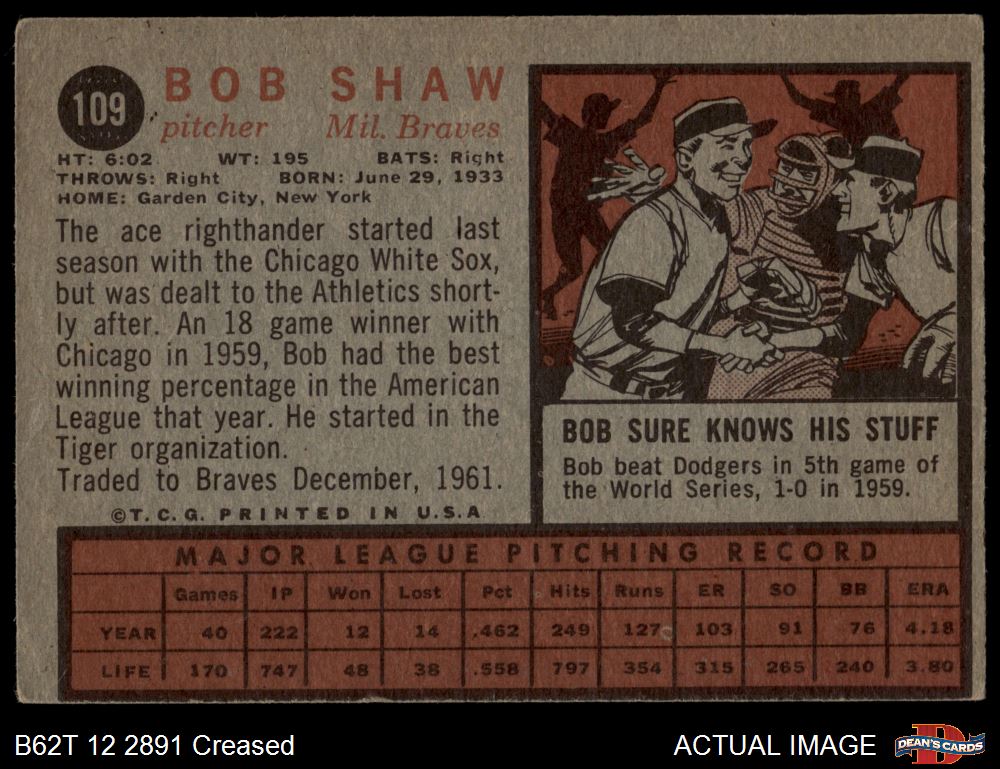 109
BOB SHAW
pitcher Mil. Braves
HT: 6:02 WT: 195 BATS: Right
THROWS: Right BORN: June 29, 1933
HOME: Garden City, New York
The ace righthander started last
season with the Chicago White Sox,
but was dealt to the Athletics short-
ly after. An 18 game winner with
Chicago in 1959, Bob had the best
winning percentage in the American
League that year. He started in the
Tiger organization.
Traded to Braves December, 1961.
©T.C.G. PRINTED IN U.S.A
BOB SURE KNOWS HIS STUFF
Bob beat Dodgers in 5th game of
the World Series, 1-0 in 1959.
MAJOR LEAGUE PITCHING RECORD
Games IP Won Lost Pct Hits Runs ER SO BB ERA
YEAR 40 222 12 14 .462 249 127 103 91 76 4.18
LIFE 170 747 48 38 .558 797 354 315 265 240 3.80
B62T 12 2891 Creased
ACTUAL IMAGE
D
DEAN'S CARDS